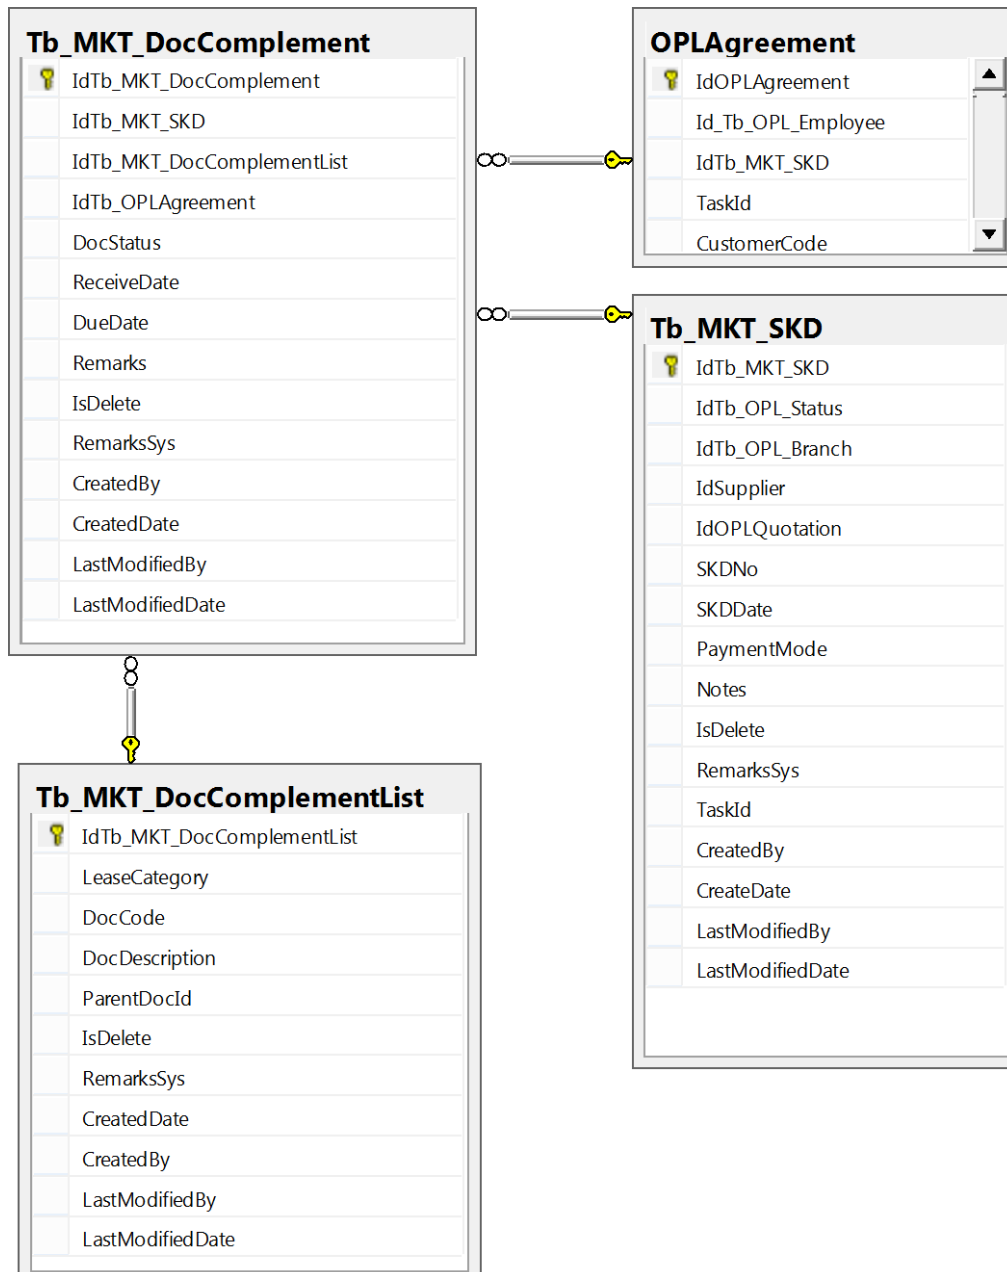 Tb_MKT_DocComplement
IdTb_MKT_DocComplement
IdTb_MKT_SKD
IdTb_MKT_DocComplementList
IdTb_OPLAgreement
DocStatus
ReceiveDate
DueDate
Remarks
IsDelete
RemarksSys
CreatedBy
CreatedDate
LastModifiedBy
LastModifiedDate
OPLAgreement
IdOPLAgreement
Id_Tb_OPL_Employee
IdTb_MKT_SKD
TaskId
CustomerCode
Tb_MKT_SKD
IdTb_MKT_SKD
IdTb_OPL_Status
IdTb_OPL_Branch
IdSupplier
IdOPLQuotation
SKDNo
SKDDate
PaymentMode
Notes
IsDelete
RemarksSys
TaskId
CreatedBy
CreateDate
LastModifiedBy
LastModifiedDate
Tb_MKT_DocComplementList
IdTb_MKT_DocComplementList
LeaseCategory
DocCode
DocDescription
ParentDocId
IsDelete
RemarksSys
CreatedDate
CreatedBy
LastModifiedBy
LastModifiedDate